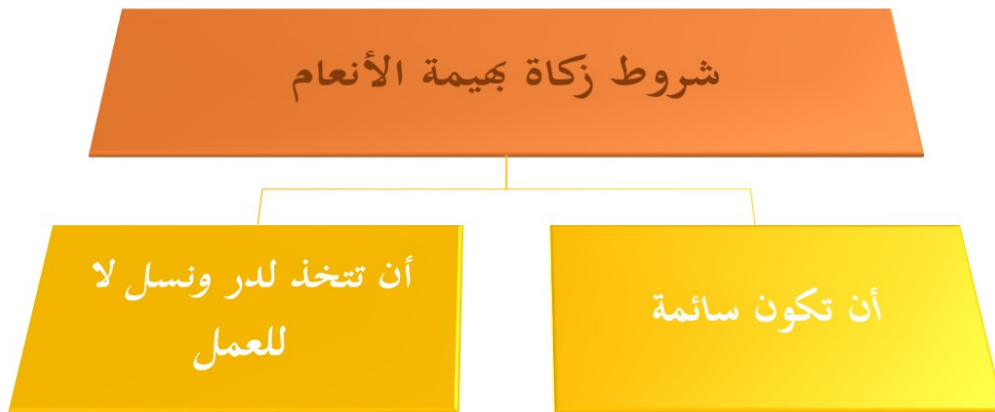 شروط زكاة بهيمة الأنعام
أن تكون سائمة
أن تتخذ لدر ونسل لا
للعمل